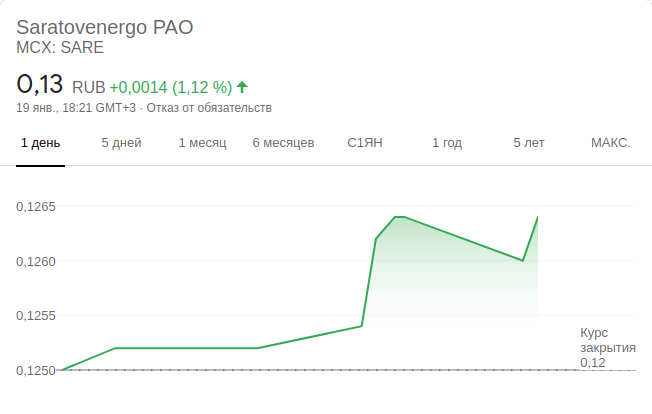 Saratovenergo PAO
MCX: SARE
0,13 RUB +0,0014 (1,12 %)
19 янв., 18:21 GMT+3 · Отказ от обязательств
1 день 5 дней 1 месяц 6 месяцев С1ЯН 1 год 5 лет МАКС.
0,1265
0,1260
0,1255
0,1250
Курс
закрытия
0,12